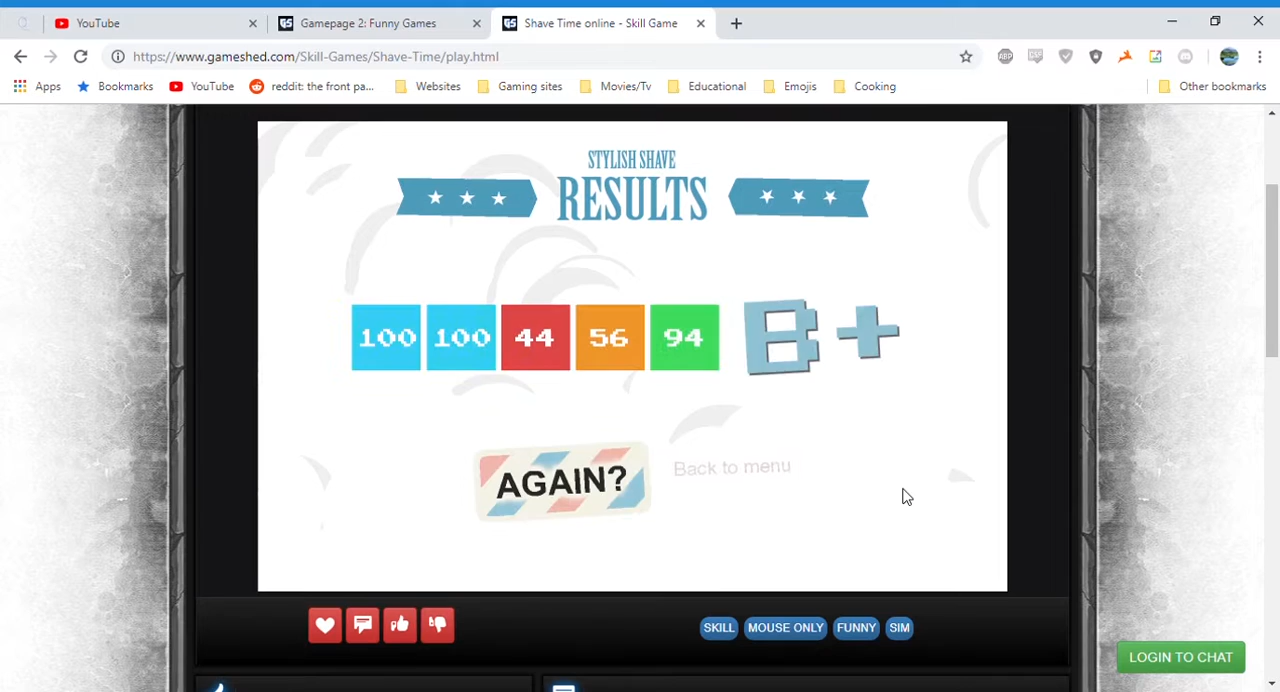 YouTube
Gamepage 2: Funny Games
Shave Time online - Skill Game
https://www.gameshed.com/Skill-Games/Shave-Time/play.html
ABP
Apps
Bookmarks
YouTube
reddit: the front pa...
Websites
Gaming sites
Movies/Tv
Educational
Emojis
Cooking
Other bookmarks
STYLISH SHAVE
RESULTS
100 100 44 56 94 B+
AGAIN?
Back to menu
SKILL
MOUSE ONLY
FUNNY
SIM
LOGIN TO CHAT